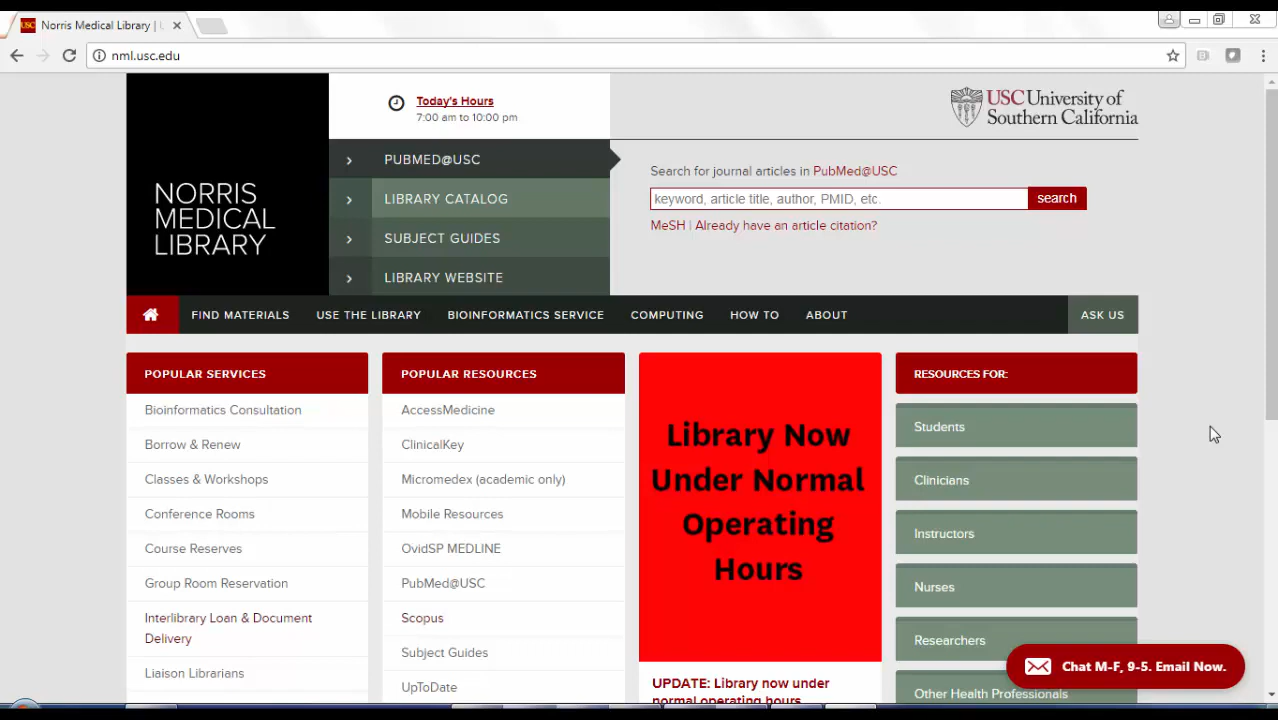 Norris Medical Library |
nml.usc.edu
Today's Hours
7:00 am to 10:00 pm
USC University of
Southern California
NORRIS
MEDICAL
LIBRARY
PUBMED@USC
LIBRARY CATALOG
SUBJECT GUIDES
LIBRARY WEBSITE
Search for journal articles in PubMed@USC
keyword, article title, author, PMID, etc.
search
MeSH | Already have an article citation?
FIND MATERIALS
USE THE LIBRARY
BIOINFORMATICS SERVICE
COMPUTING
HOW TO
ABOUT
ASK US
POPULAR SERVICES
Bioinformatics Consultation
Borrow & Renew
Classes & Workshops
Conference Rooms
Course Reserves
Group Room Reservation
Interlibrary Loan & Document
Delivery
Liaison Librarians
POPULAR RESOURCES
AccessMedicine
ClinicalKey
Micromedex (academic only)
Mobile Resources
OvidSP MEDLINE
PubMed@USC
Scopus
Subject Guides
UpToDate
Library Now
Under Normal
Operating
Hours
UPDATE: Library now under
normal operating hours
RESOURCES FOR:
Students
Clinicians
Instructors
Nurses
Researchers
Other Health Professionals
Chat M-F, 9-5. Email Now.